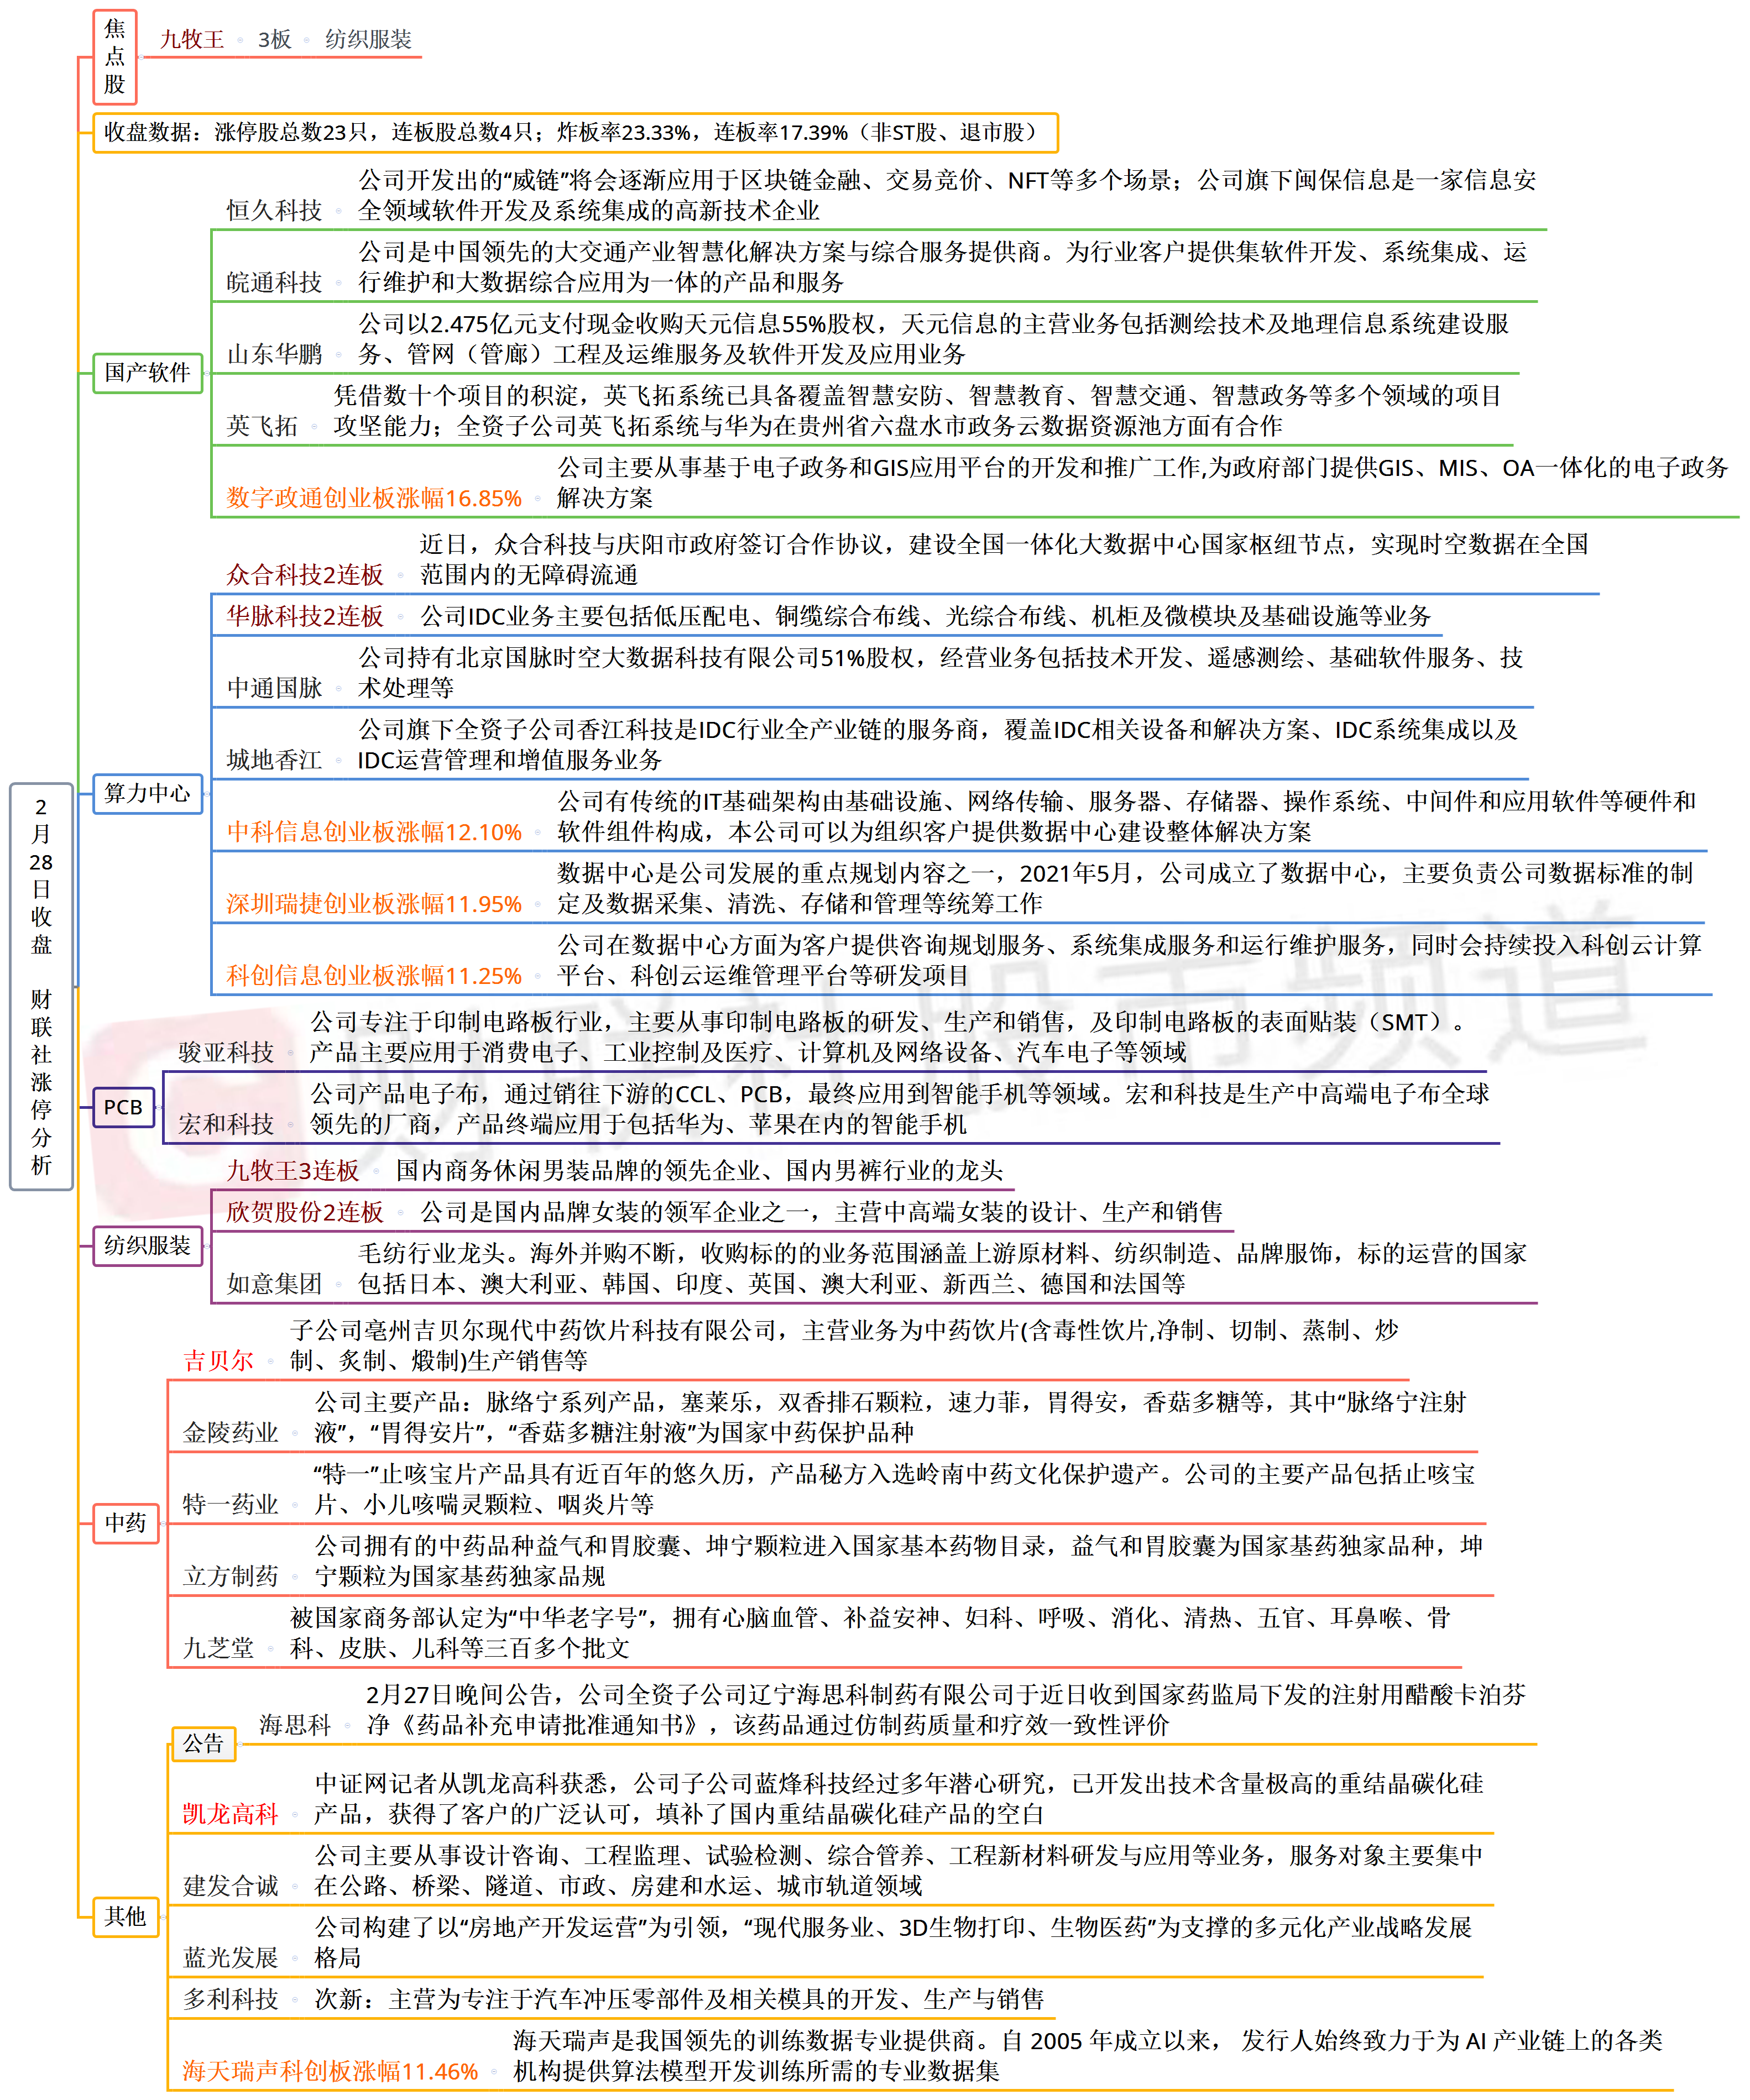 焦
点
股
九牧王 3板 纺织服装
收盘数据：涨停股总数23只，连板股总数4只；炸板率23.33%，连板率17.39%（非ST股、退市股）
国产软件
恒久科技
公司开发出的“威链”将会逐渐应用于区块链金融、交易竞价、NFT等多个场景；公司旗下闽保信息是一家信息安
全领域软件开发及系统集成的高新技术企业
皖通科技
公司是中国领先的大交通产业智慧化解决方案与综合服务提供商。为行业客户提供集软件开发、系统集成、运
行维护和大数据综合应用为一体的产品和服务
山东华鹏
公司以2.475亿元支付现金收购天元信息55%股权，天元信息的主营业务包括测绘技术及地理信息系统建设服
务、管网（管廊）工程及运维服务及软件开发及应用业务
英飞拓
凭借数十个项目的积淀，英飞拓系统已具备覆盖智慧安防、智慧教育、智慧交通、智慧政务等多个领域的项目
攻坚能力；全资子公司英飞拓系统与华为在贵州省六盘水市政务云数据资源池方面有合作
数字政通创业板涨幅16.85%
公司主要从事基于电子政务和GIS应用平台的开发和推广工作,为政府部门提供GIS、MIS、OA一体化的电子政务
解决方案
算力中心
众合科技2连板
近日，众合科技与庆阳市政府签订合作协议，建设全国一体化大数据中心国家枢纽节点，实现时空数据在全国
范围内的无障碍流通
华脉科技2连板
公司IDC业务主要包括低压配电、铜缆综合布线、光综合布线、机柜及微模块及基础设施等业务
中通国脉
公司持有北京国脉时空大数据科技有限公司51%股权，经营业务包括技术开发、遥感测绘、基础软件服务、技
术处理等
城地香江
公司旗下全资子公司香江科技是IDC行业全产业链的服务商，覆盖IDC相关设备和解决方案、IDC系统集成以及
IDC运营管理和增值服务业务
中科信息创业板涨幅12.10%
公司有传统的IT基础架构由基础设施、网络传输、服务器、存储器、操作系统、中间件和应用软件等硬件和
软件组件构成，本公司可以为组织客户提供数据中心建设整体解决方案
深圳瑞捷创业板涨幅11.95%
数据中心是公司发展的重点规划内容之一，2021年5月，公司成立了数据中心，主要负责公司数据标准的制
定及数据采集、清洗、存储和管理等统筹工作
科创信息创业板涨幅11.25%
公司在数据中心方面为客户提供咨询规划服务、系统集成服务和运行维护服务，同时会持续投入科创云计算
平台、科创云运维管理平台等研发项目
2
月
28
日
收
盘
财
联
社
涨
停
分
析
财联社股市频道
PCB
骏亚科技
公司专注于印制电路板行业，主要从事印制电路板的研发、生产和销售，及印制电路板的表面贴装（SMT）。
产品主要应用于消费电子、工业控制及医疗、计算机及网络设备、汽车电子等领域
宏和科技
公司产品电子布，通过销往下游的CCL、PCB，最终应用到智能手机等领域。宏和科技是生产中高端电子布全球
领先的厂商，产品终端应用于包括华为、苹果在内的智能手机
纺织服装
九牧王3连板
国内商务休闲男装品牌的领先企业、国内男裤行业的龙头
欣贺股份2连板
公司是国内品牌女装的领军企业之一，主营中高端女装的设计、生产和销售
如意集团
毛纺行业龙头。海外并购不断，收购标的的业务范围涵盖上游原材料、纺织制造、品牌服饰，标的运营的国家
包括日本、澳大利亚、韩国、印度、英国、澳大利亚、新西兰、德国和法国等
中药
吉贝尔
子公司亳州吉贝尔现代中药饮片科技有限公司，主营业务为中药饮片(含毒性饮片,净制、切制、蒸制、炒
制、炙制、煅制)生产销售等
金陵药业
公司主要产品：脉络宁系列产品，塞莱乐，双香排石颗粒，速力菲，胃得安，香菇多糖等，其中“脉络宁注射
液”，“胃得安片”，“香菇多糖注射液”为国家中药保护品种
特一药业
“特一”止咳宝片产品具有近百年的悠久历，产品秘方入选岭南中药文化保护遗产。公司的主要产品包括止咳宝
片、小儿咳喘灵颗粒、咽炎片等
立方制药
公司拥有的中药品种益气和胃胶囊、坤宁颗粒进入国家基本药物目录，益气和胃胶囊为国家基药独家品种，坤
宁颗粒为国家基药独家品规
九芝堂
被国家商务部认定为“中华老字号”，拥有心脑血管、补益安神、妇科、呼吸、消化、清热、五官、耳鼻喉、骨
科、皮肤、儿科等三百多个批文
其他
公告
海思科
2月27日晚间公告，公司全资子公司辽宁海思科制药有限公司于近日收到国家药监局下发的注射用醋酸卡泊芬
净《药品补充申请批准通知书》，该药品通过仿制药质量和疗效一致性评价
凯龙高科
中证网记者从凯龙高科获悉，公司子公司蓝烽科技经过多年潜心研究，已开发出技术含量极高的重结晶碳化硅
产品，获得了客户的广泛认可，填补了国内重结晶碳化硅产品的空白
建发合诚
公司主要从事设计咨询、工程监理、试验检测、综合管养、工程新材料研发与应用等业务，服务对象主要集中
在公路、桥梁、隧道、市政、房建和水运、城市轨道领域
蓝光发展
公司构建了以“房地产开发运营”为引领，“现代服务业、3D生物打印、生物医药”为支撑的多元化产业战略发展
格局
多利科技
次新：主营为专注于汽车冲压零部件及相关模具的开发、生产与销售
海天瑞声科创板涨幅11.46%
海天瑞声是我国领先的训练数据专业提供商。自 2005 年成立以来， 发行人始终致力于为 AI 产业链上的各类
机构提供算法模型开发训练所需的专业数据集